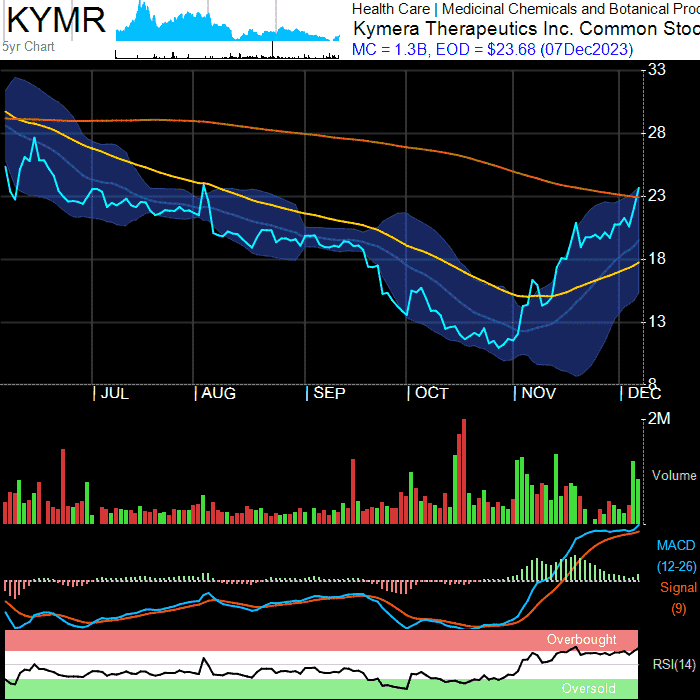 KYMR
5yr Chart
Health Care | Medicinal Chemicals and Botanical Proc
Kymera Therapeutics Inc. Common Stoc
MC = 1.3B, EOD = $23.68 (07Dec2023)
33
28
23
18
13
8
JUL AUG SEP OCT NOV DEC
2M
Volume
MACD
(12-26)
Signal
(9)
Overbought
RSI(14)
Oversold